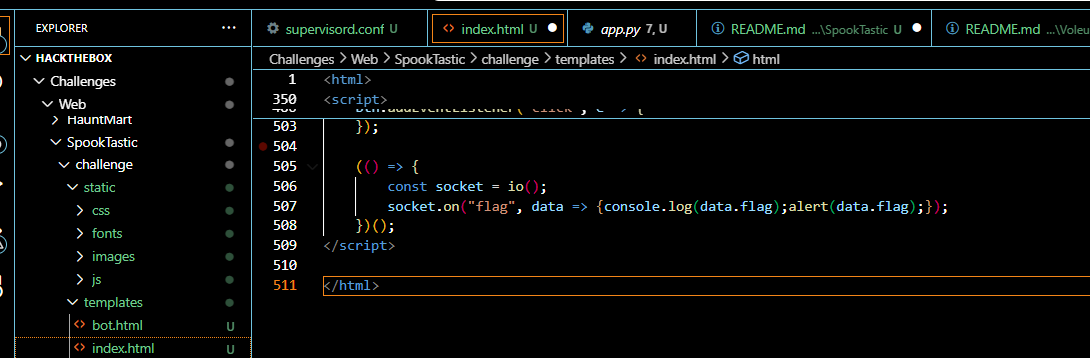 EXPLORER ...
HACKTHEBOX
Challenges
Web
HauntMart
SpookTastic
challenge
static
css
fonts
images
js
templates
bot.html U
index.html U
supervisord.conf U
index.html U
app.py 7, U
README.md ...\SpookTastic U
README.md ...\Voleu
Challenges > Web > SpookTastic > challenge > templates > index.html > html
1 <html>
350 <script>
503 });
504
505 (() => {
506 const socket = io();
507 socket.on("flag", data => {console.log(data.flag);alert(data.flag);});
508 })();
509 </script>
510
511 </html>